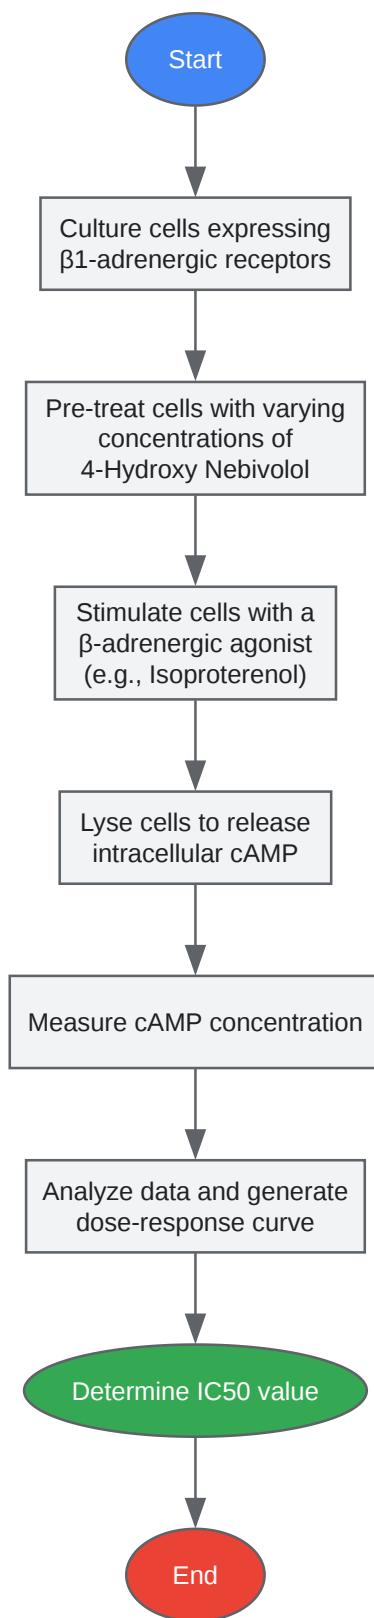 Start
Culture cells expressing
β1-adrenergic receptors
Pre-treat cells with varying
concentrations of
4-Hydroxy Nebivolol
Stimulate cells with a
β-adrenergic agonist
(e.g., Isoproterenol)
Lyse cells to release
intracellular cAMP
Measure cAMP concentration
Analyze data and generate
dose-response curve
Determine IC50 value
End